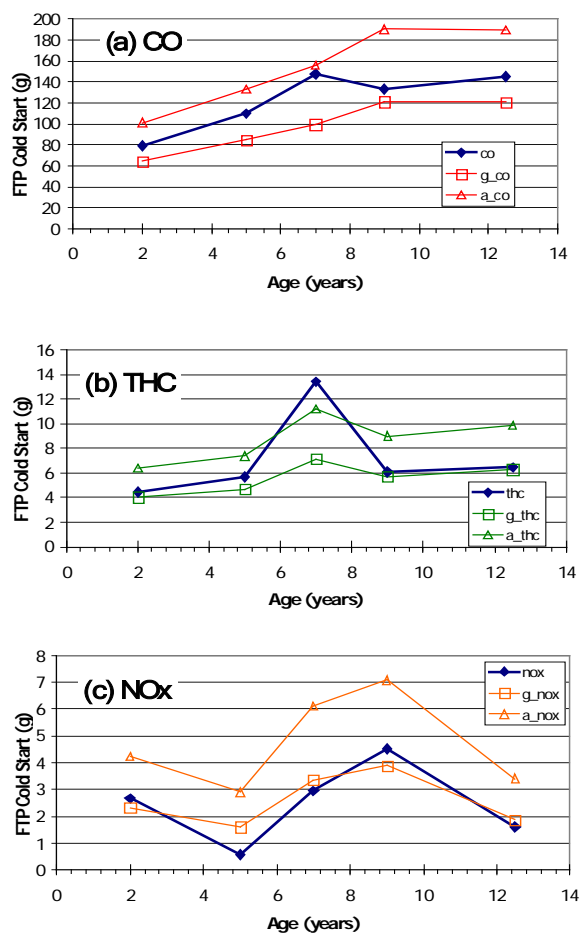 (a) CO
FTP Cold Start (g)
200
180
160
140
120
100
80
60
40
20
0
co
g_co
a_co
0 2 4 6 8 10 12 14
Age (years)
(b) THC
FTP Cold Start (g)
16
14
12
10
8
6
4
2
0
thc
g_thc
a_thc
0 2 4 6 8 10 12 14
Age (years)
(c) NOx
FTP Cold Start (g)
8
7
6
5
4
3
2
1
0
nox
g_nox
a_nox
0 2 4 6 8 10 12 14
Age (years)